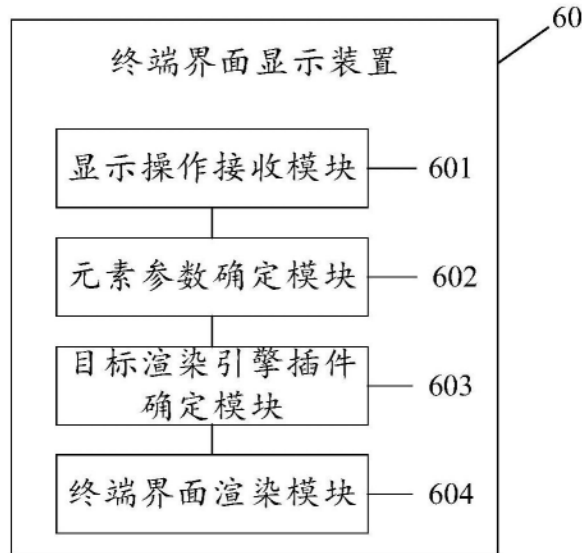 60
终端界面显示装置
显示操作接收模块
601
元素参数确定模块
602
目标渲染引擎插件
确定模块
603
终端界面渲染模块
604